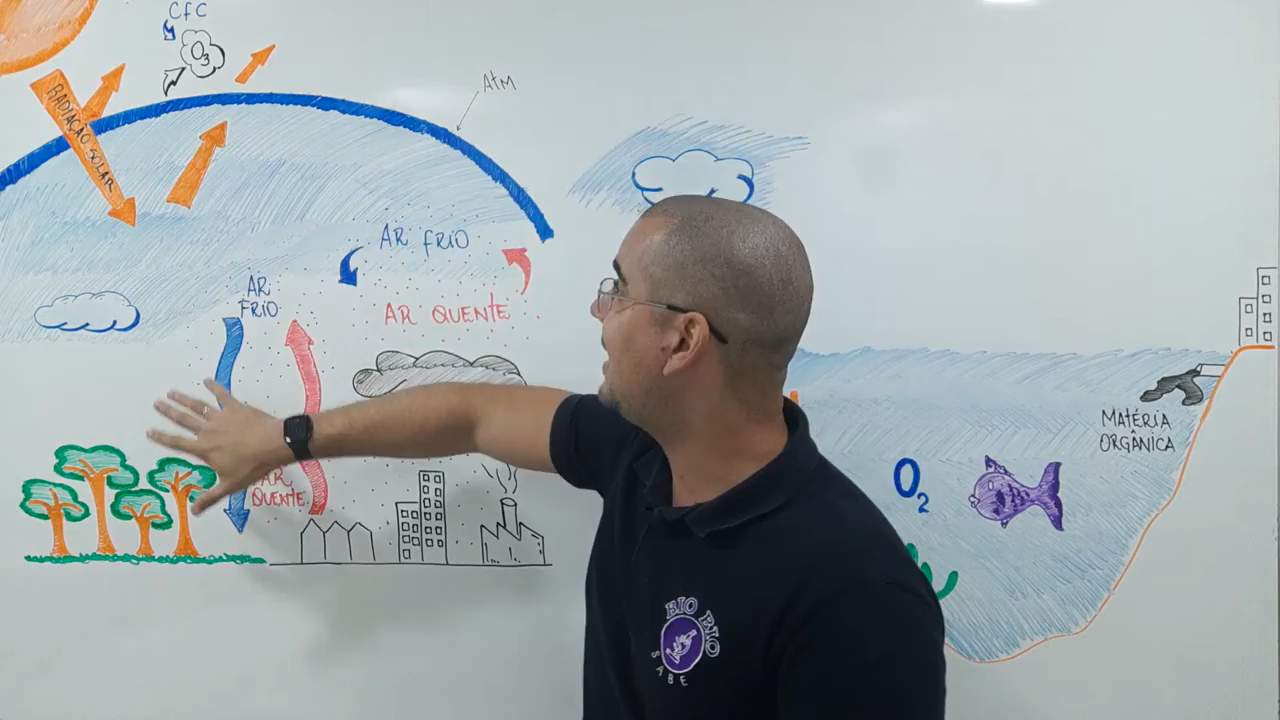 CFC
O3
ATM
RADIAÇÃO SOLAR
AR FRIO
AR
FRIO
AR QUENTE
AR
QUENTE
MATÉRIA
ORGÂNICA
O2
BIO BIO
SABE